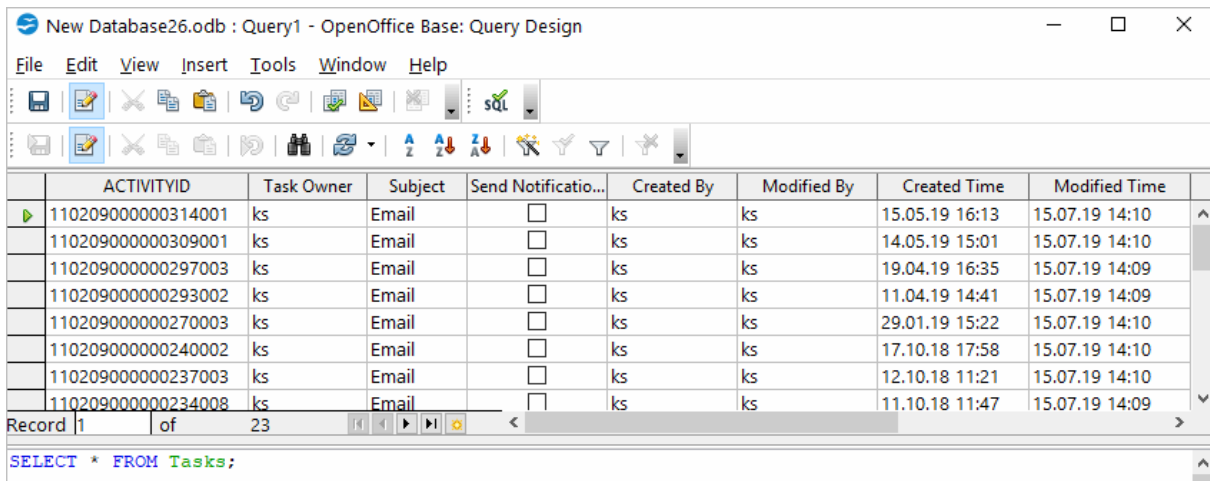 New Database26.odb : Query1 - OpenOffice Base: Query Design
File Edit View Insert Tools Window Help
SQL
A Z A Z Z A
ACTIVITYID Task Owner Subject Send Notificatio... Created By Modified By Created Time Modified Time
110209000000314001 ks Email ks ks 15.05.19 16:13 15.07.19 14:10
110209000000309001 ks Email ks ks 14.05.19 15:01 15.07.19 14:10
110209000000297003 ks Email ks ks 19.04.19 16:35 15.07.19 14:09
110209000000293002 ks Email ks ks 11.04.19 14:41 15.07.19 14:09
110209000000270003 ks Email ks ks 29.01.19 15:22 15.07.19 14:10
110209000000240002 ks Email ks ks 17.10.18 17:58 15.07.19 14:10
110209000000237003 ks Email ks ks 12.10.18 11:21 15.07.19 14:10
110209000000234008 ks Email ks ks 11.10.18 11:47 15.07.19 14:09
Record 1 of 23
SELECT * FROM Tasks;